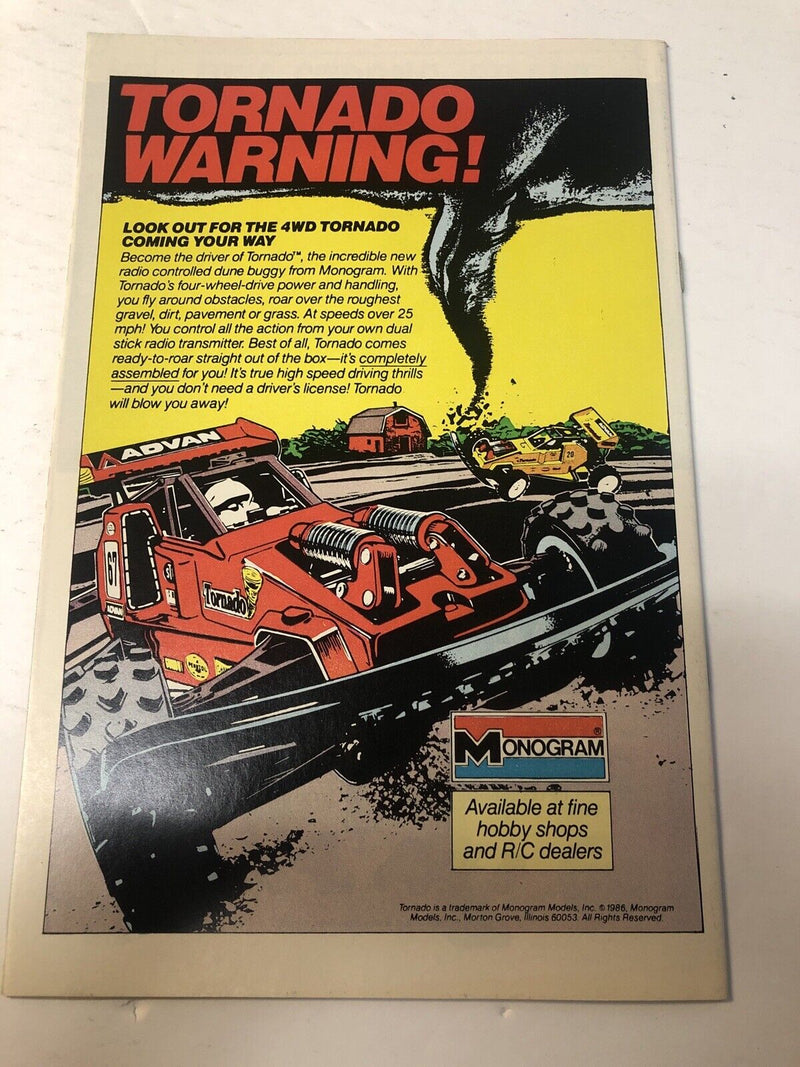 TORNADO
WARNING!
LOOK OUT FOR THE 4WD TORNADO
COMING YOUR WAY
Become the driver of Tornado™, the incredible new
radio controlled dune buggy from Monogram. With
Tornado's four-wheel-drive power and handling,
you fly around obstacles, roar over the roughest
gravel, dirt, pavement or grass. At speeds over 25
mph! You control all the action from your own dual
stick radio transmitter. Best of all, Tornado comes
ready-to-roar straight out of the box—it's completely
assembled for you! It's true high speed driving thrills
—and you don't need a driver's license! Tornado
will blow you away!
ADVAN
20
67
ADVAN
Tornado
PENNZOIL
MONOGRAM®
Available at fine
hobby shops
and R/C dealers
Tornado is a trademark of Monogram Models, Inc. © 1986, Monogram
Models, Inc., Morton Grove, Illinois 60053. All Rights Reserved.